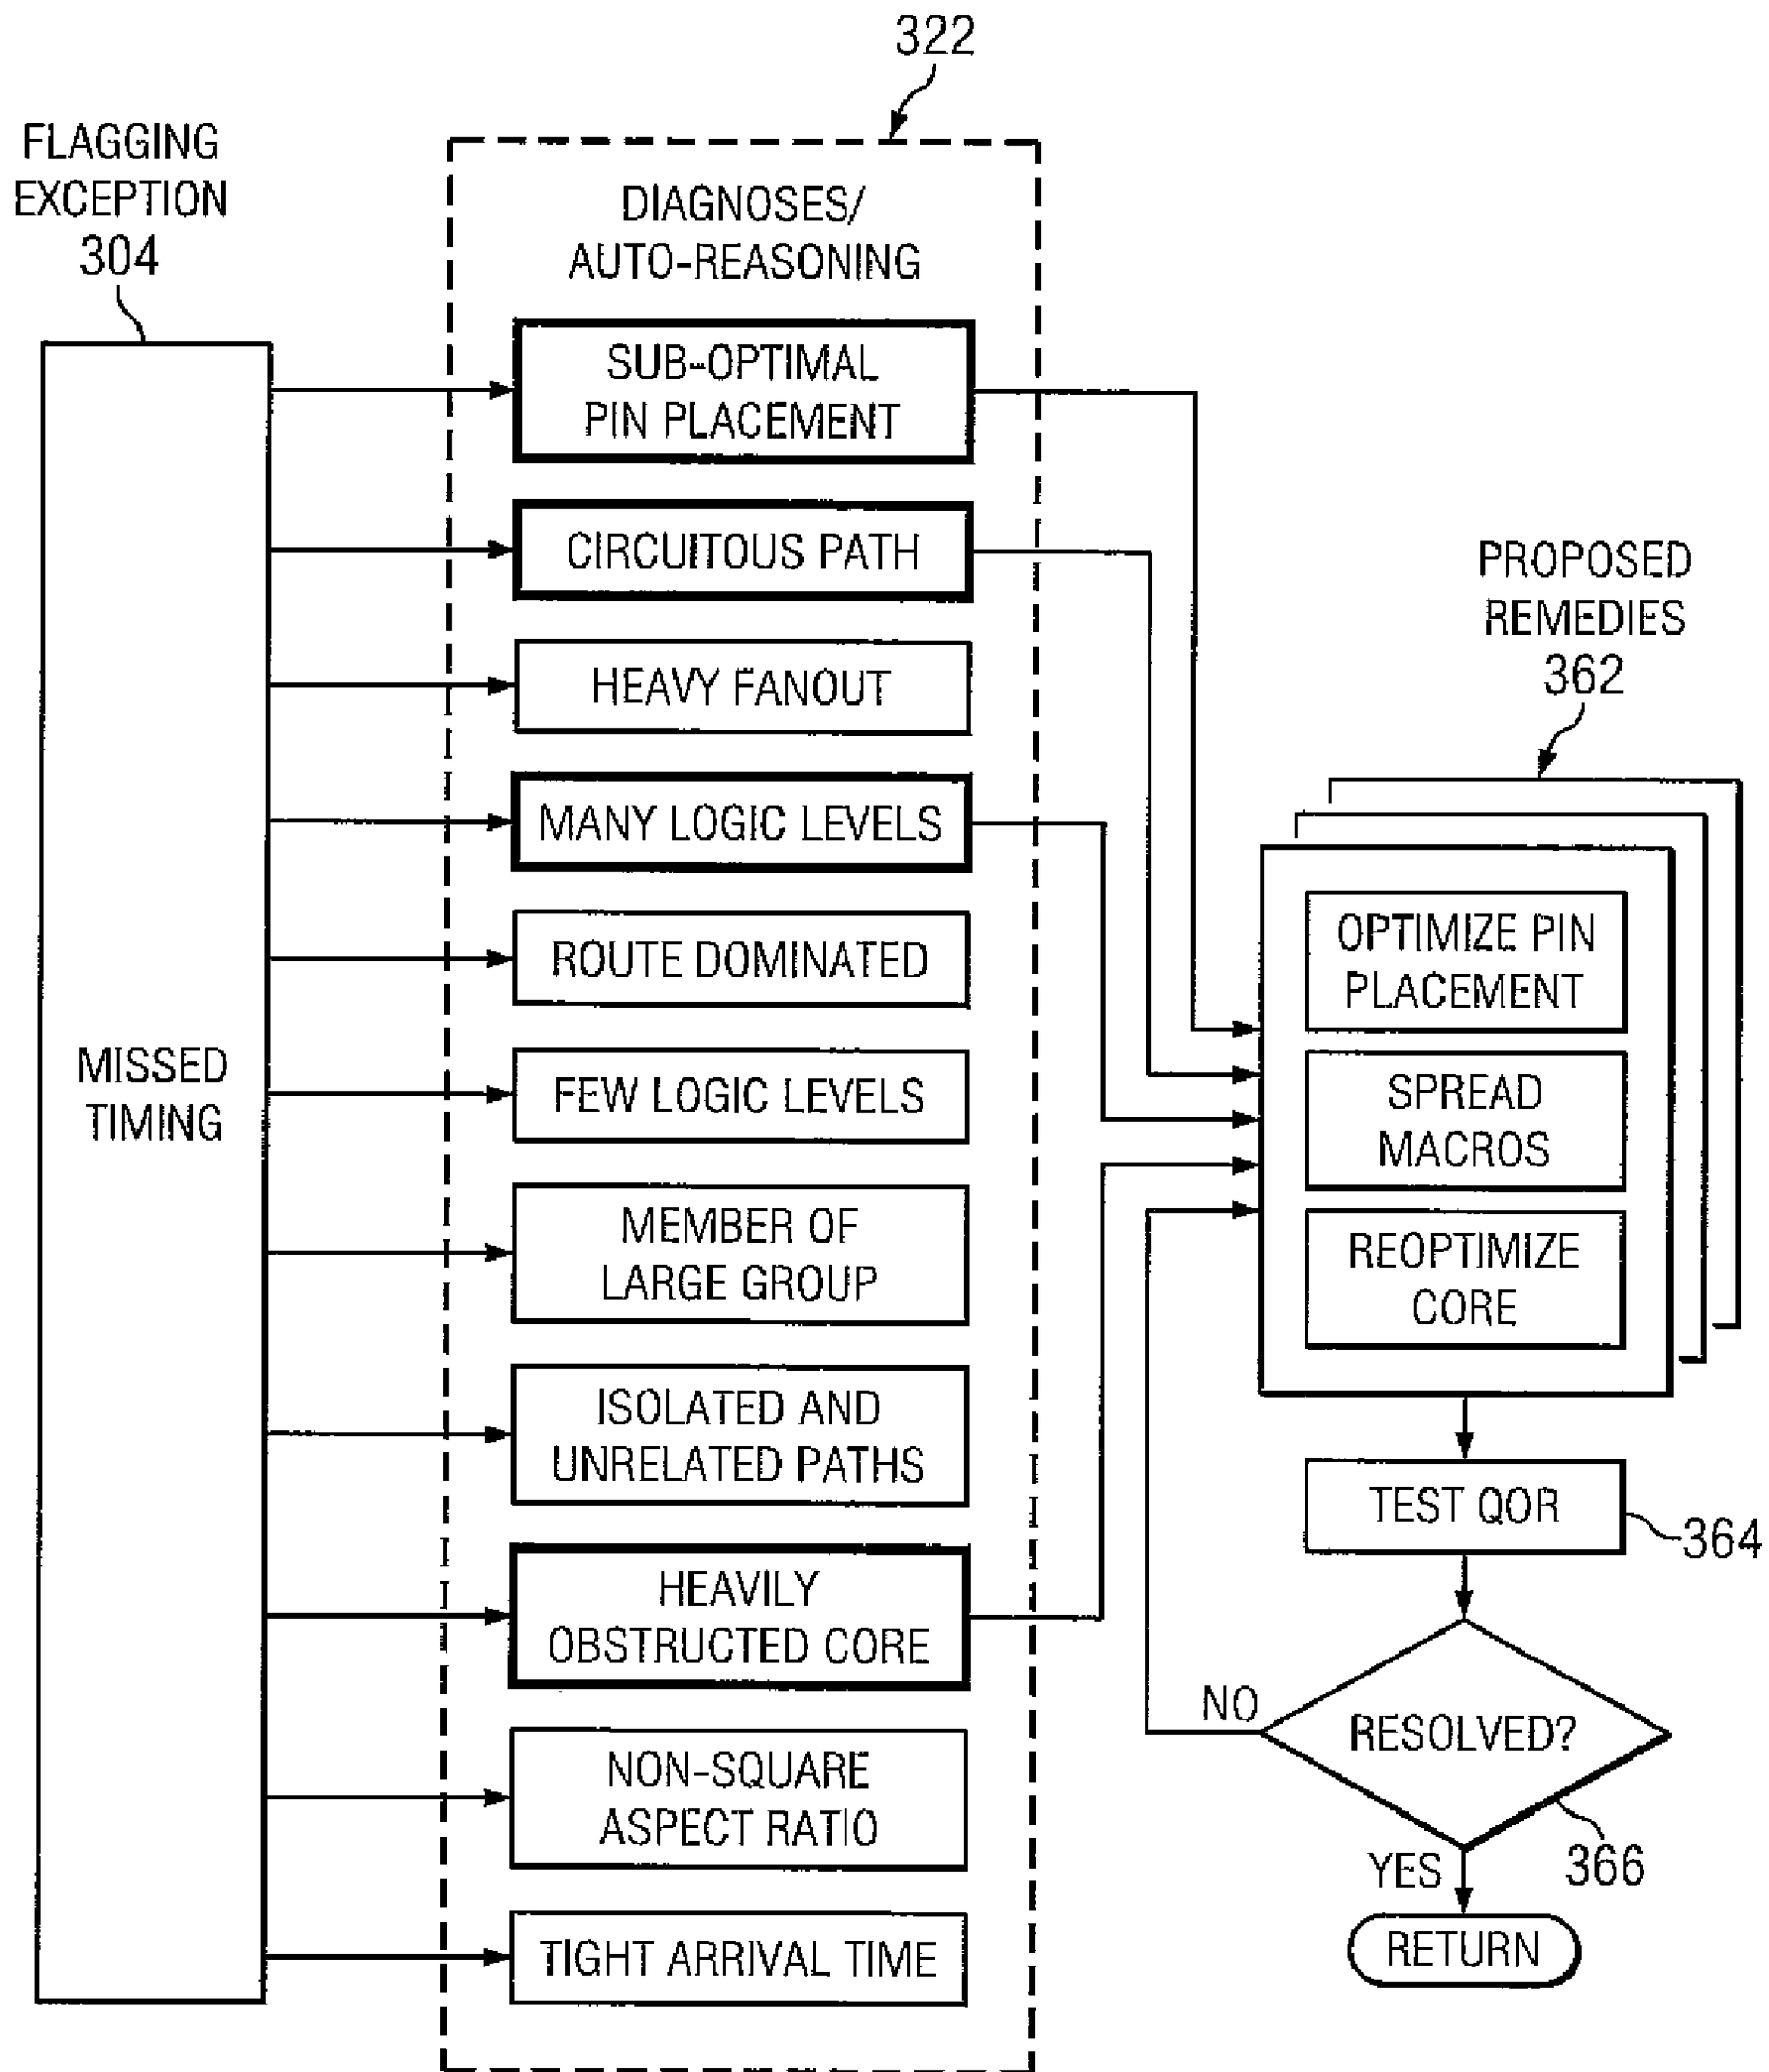 322
FLAGGING
EXCEPTION
304
MISSED
TIMING
DIAGNOSES/
AUTO-REASONING
SUB-OPTIMAL
PIN PLACEMENT
CIRCUITOUS PATH
HEAVY FANOUT
MANY LOGIC LEVELS
ROUTE DOMINATED
FEW LOGIC LEVELS
MEMBER OF
LARGE GROUP
ISOLATED AND
UNRELATED PATHS
HEAVILY
OBSTRUCTED CORE
NON-SQUARE
ASPECT RATIO
TIGHT ARRIVAL TIME
PROPOSED
REMEDIES
362
OPTIMIZE PIN
PLACEMENT
SPREAD
MACROS
REOPTIMIZE
CORE
TEST QOR
364
NO
RESOLVED?
366
YES
RETURN